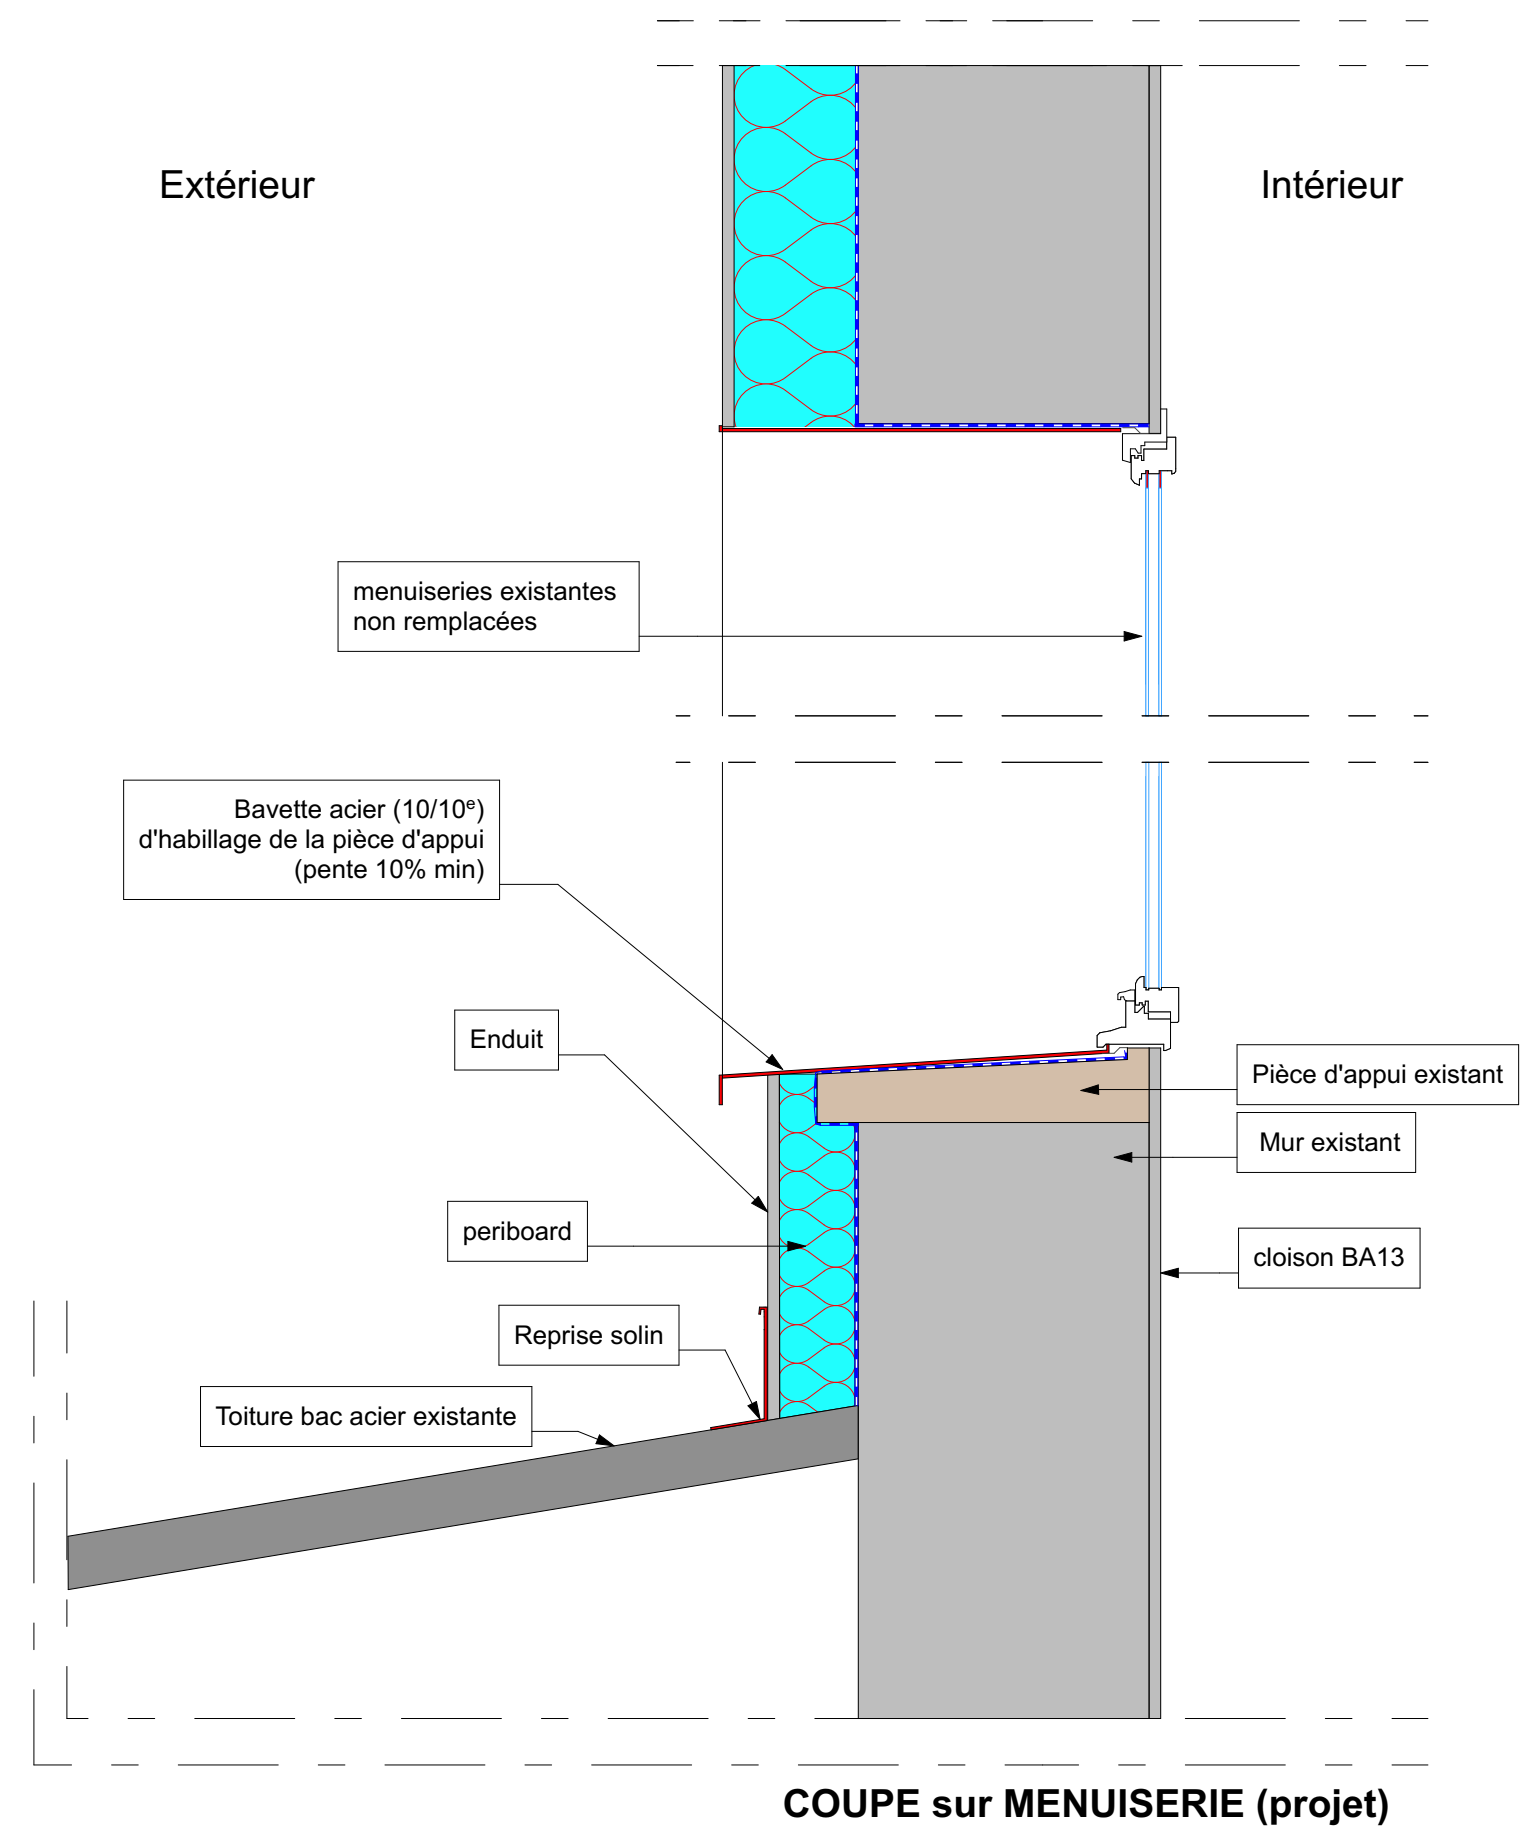 Extérieur
Intérieur
menuiseries existantes
non remplacées
Bavette acier (10/10ᵉ)
d'habillage de la pièce d'appui
(pente 10% min)
Enduit
Pièce d'appui existant
Mur existant
periboard
cloison BA13
Reprise solin
Toiture bac acier existante
COUPE sur MENUISERIE (projet)